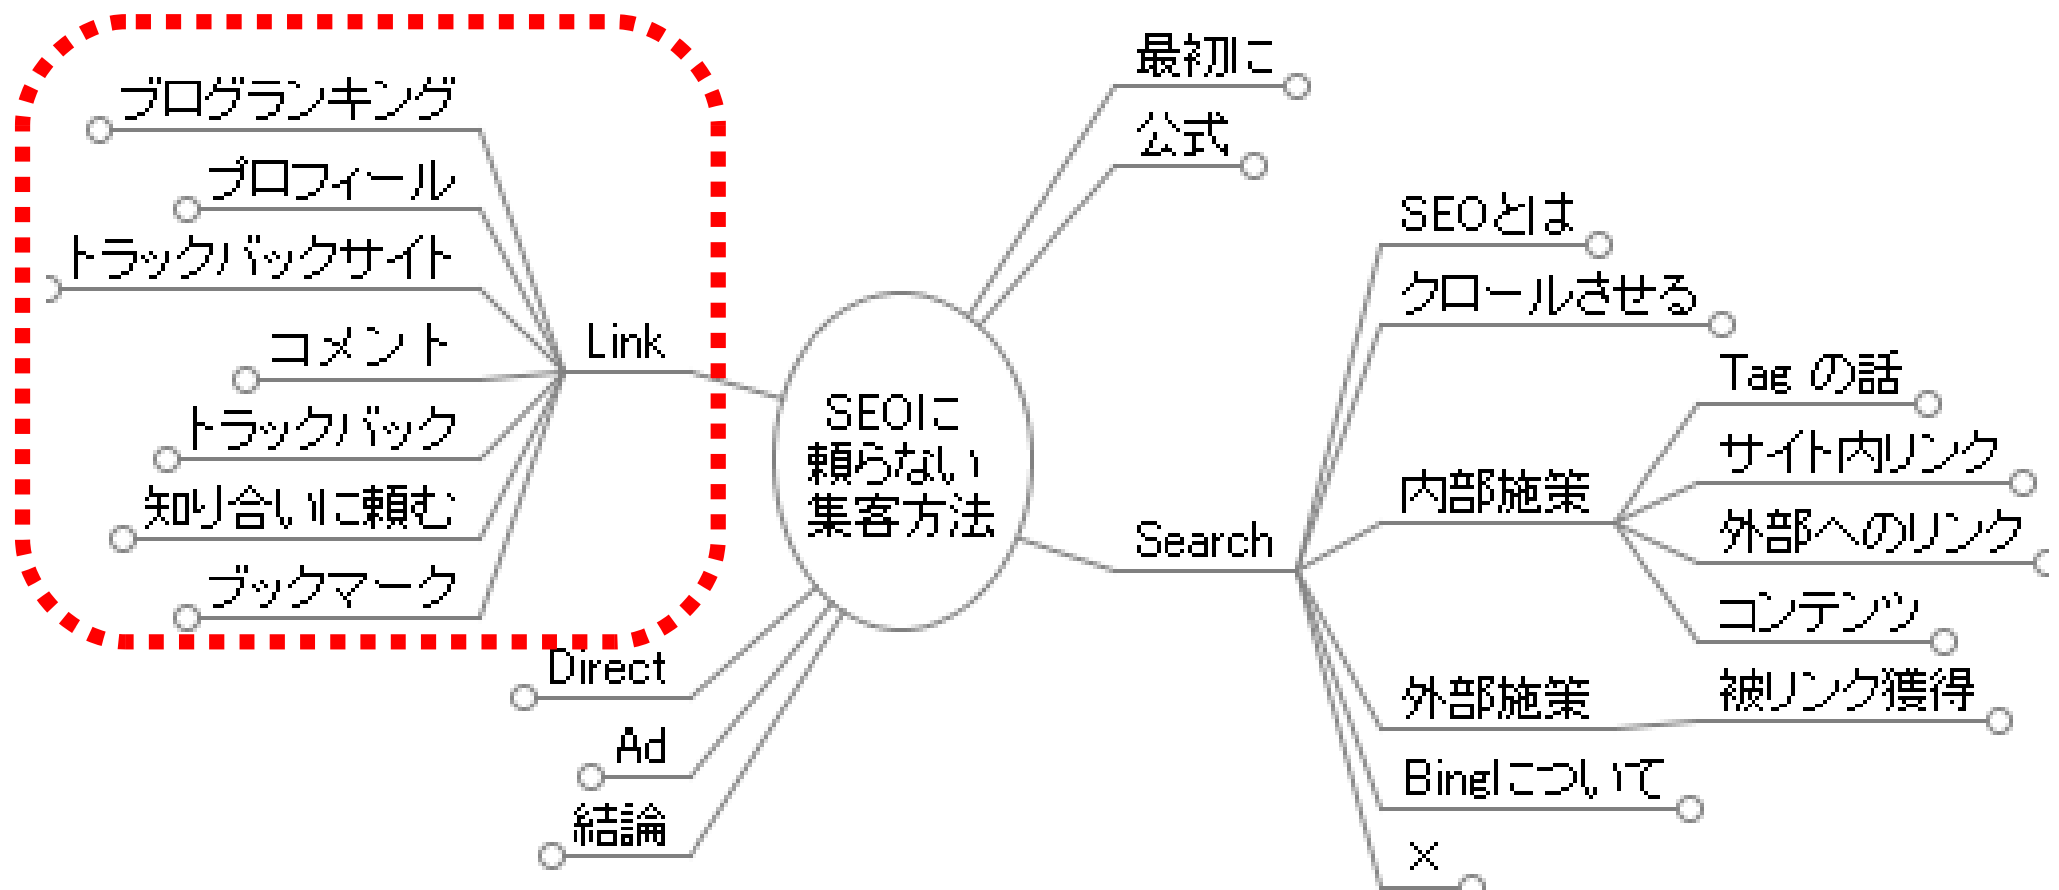 SEOに
頼らない
集客方法
最初に
公式
Search
SEOとは
クロールさせる
内部施策
Tag の話
サイト内リンク
外部へのリンク
コンテンツ
外部施策
被リンク獲得
Bingについて
×
Link
ブログランキング
プロフィール
トラックバックサイト
コメント
トラックバック
知り合いに頼む
ブックマーク
Direct
Ad
結論